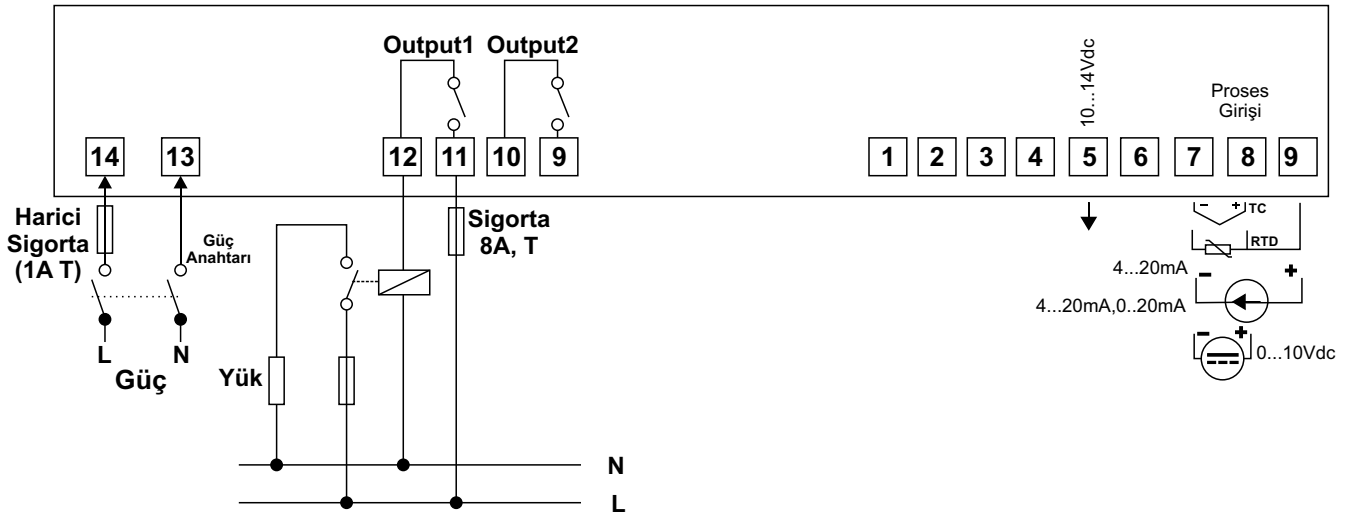 Output1 Output2
10...14Vdc
Proses
Girişi
14 13 12 11 10 9 1 2 3 4 5 6 7 8 9
Harici
Sigorta
(1A T)
Güç
Anahtarı
Sigorta
8A, T
- + TC
RTD
4...20mA
- +
4...20mA,0..20mA
- +
0...10Vdc
L N
Güç
Yük
N
L